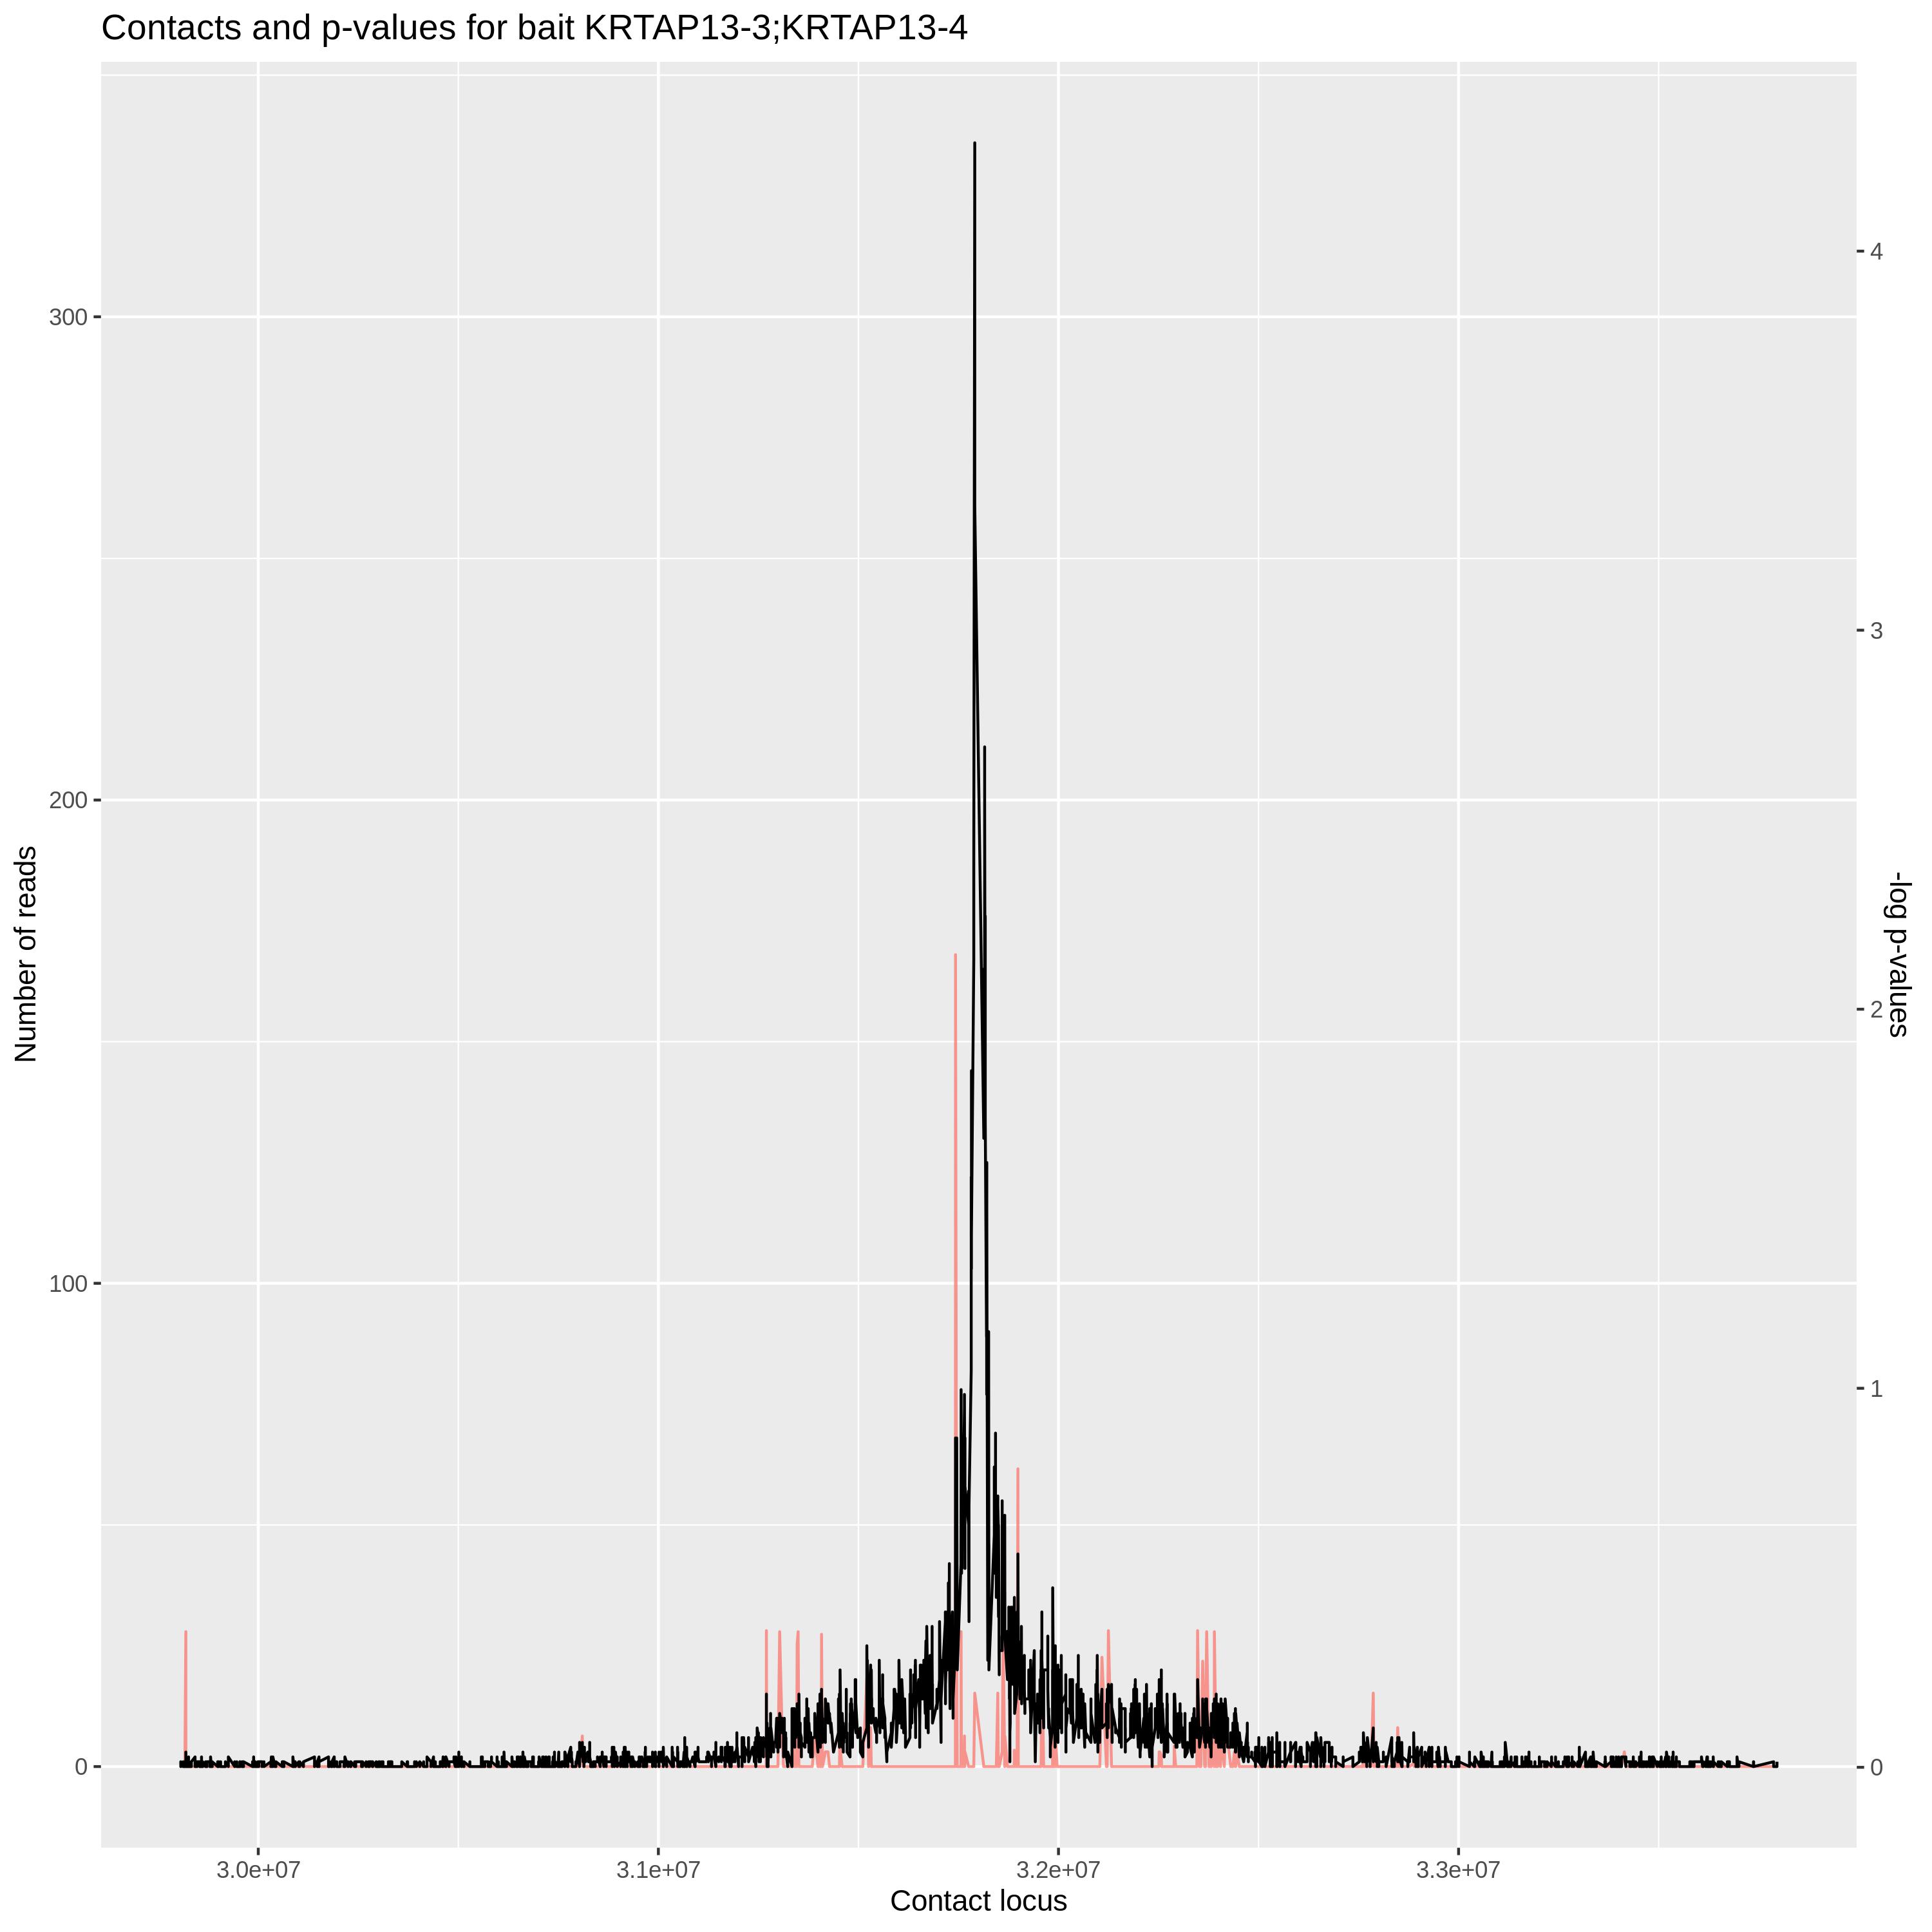 Contacts and p-values for bait KRTAP13-3;KRTAP13-4
Number of reads
300
200
100
0
4
3
2
1
0
-log p-values
3.0e+07
3.1e+07
3.2e+07
3.3e+07
Contact locus